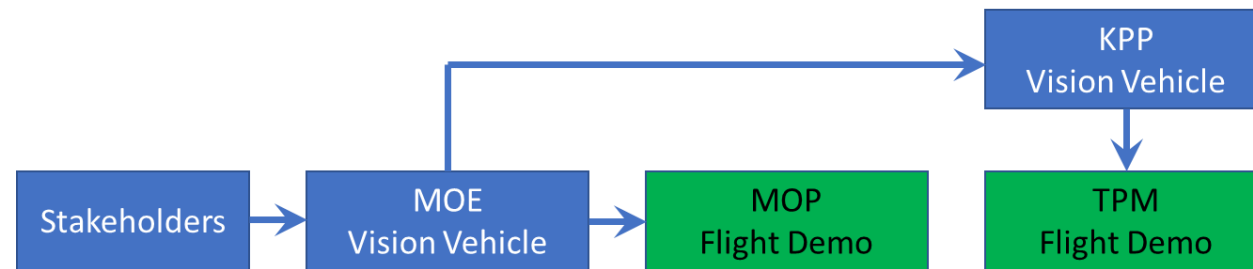 KPP
Vision Vehicle
Stakeholders
MOE
Vision Vehicle
MOP
Flight Demo
TPM
Flight Demo